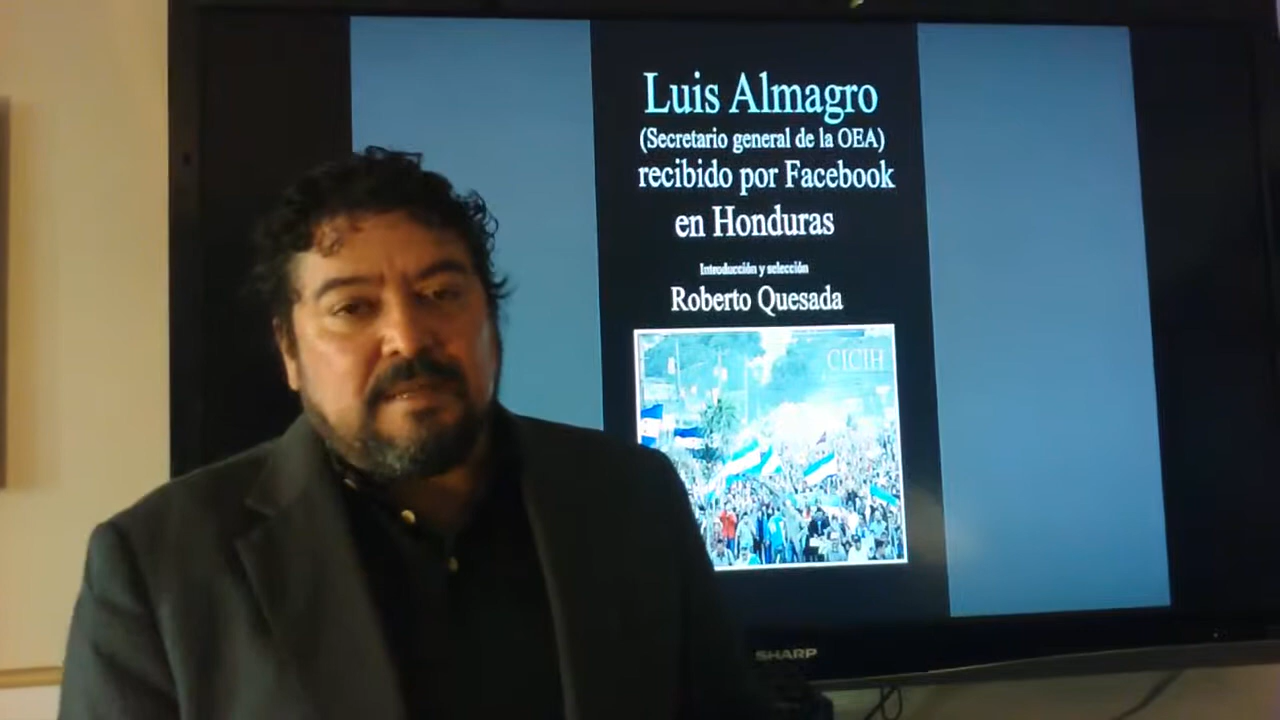 Luis Almagro
(Secretario general de la OEA)
recibido por Facebook
en Honduras
Introducción y selección
Roberto Quesada
CICIH
SHARP